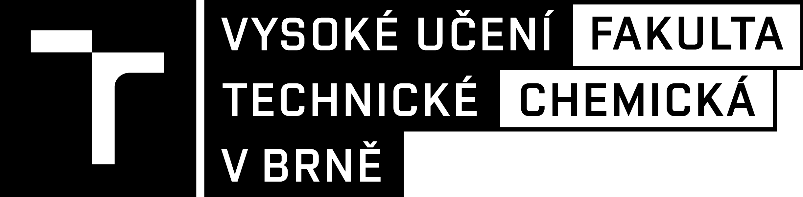 VYSOKÉ UČENÍ FAKULTA
TECHNICKÉ CHEMICKÁ
V BRNĚ